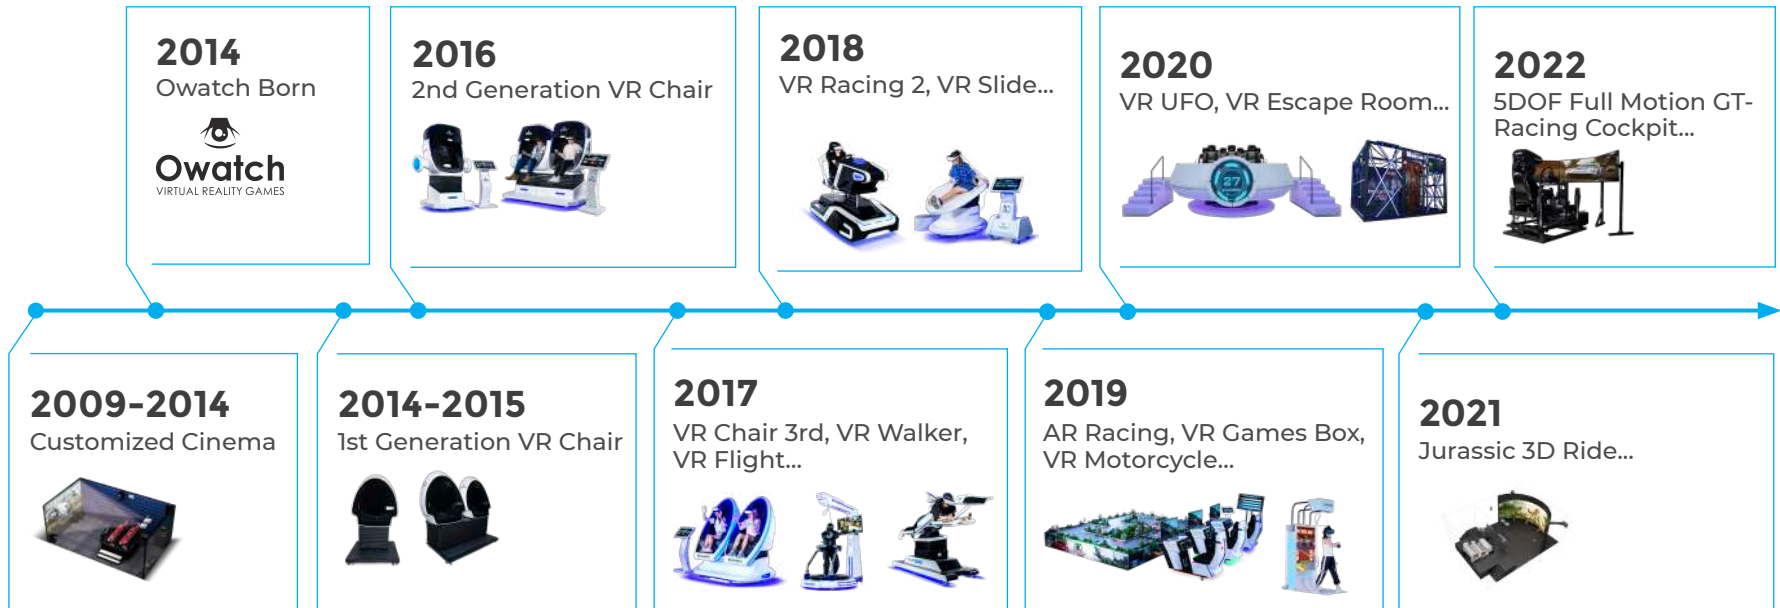 2014
Owatch Born
Owatch
VIRTUAL REALITY GAMES
2016
2nd Generation VR Chair
2018
VR Racing 2, VR Slide...
2020
VR UFO, VR Escape Room...
27
2022
5DOF Full Motion GT-
Racing Cockpit...
2009-2014
Customized Cinema
2014-2015
1st Generation VR Chair
2017
VR Chair 3rd, VR Walker,
VR Flight...
2019
AR Racing, VR Games Box,
VR Motorcycle...
2021
Jurassic 3D Ride...